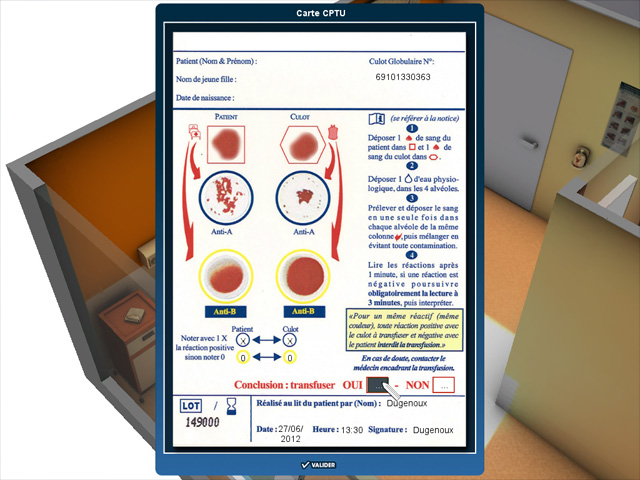 Carte CPTU
Patient (Nom & Prénom) :
Culot Globulaire N°:
Nom de jeune fille :
69101330363
Date de naissance :
PATIENT
CULOT
Anti-A
Anti-A
Anti-B
Anti-B
Noter avec 1 X
la réaction positive
sinon noter 0
Patient
Culot
X
X
0
0
(se référer à la notice)
1
Déposer 1 de sang du
patient dans et 1 de
sang du culot dans .
2
Déposer 1 d'eau physio-
logique, dans les 4 alvéoles.
3
Prélever et déposer le sang
en une seule fois dans
chaque alvéole de la même
colonne , puis mélanger en
évitant toute contamination.
4
Lire les réactions après
1 minute, si une réaction est
négative poursuivre
obligatoirement la lecture à
3 minutes, puis interpréter.
«Pour un même réactif (même
couleur), toute réaction positive avec
le culot à transfuser et négative avec
le patient interdit la transfusion.»
En cas de doute, contacter le
médecin encadrant la transfusion.
Conclusion : transfuser OUI - NON ...
LOT /
149000
Réalisé au lit du patient par (Nom) : Dugenoux
Date : 27/06/
2012
Heure : 13:30 Signature : Dugenoux
VALIDER